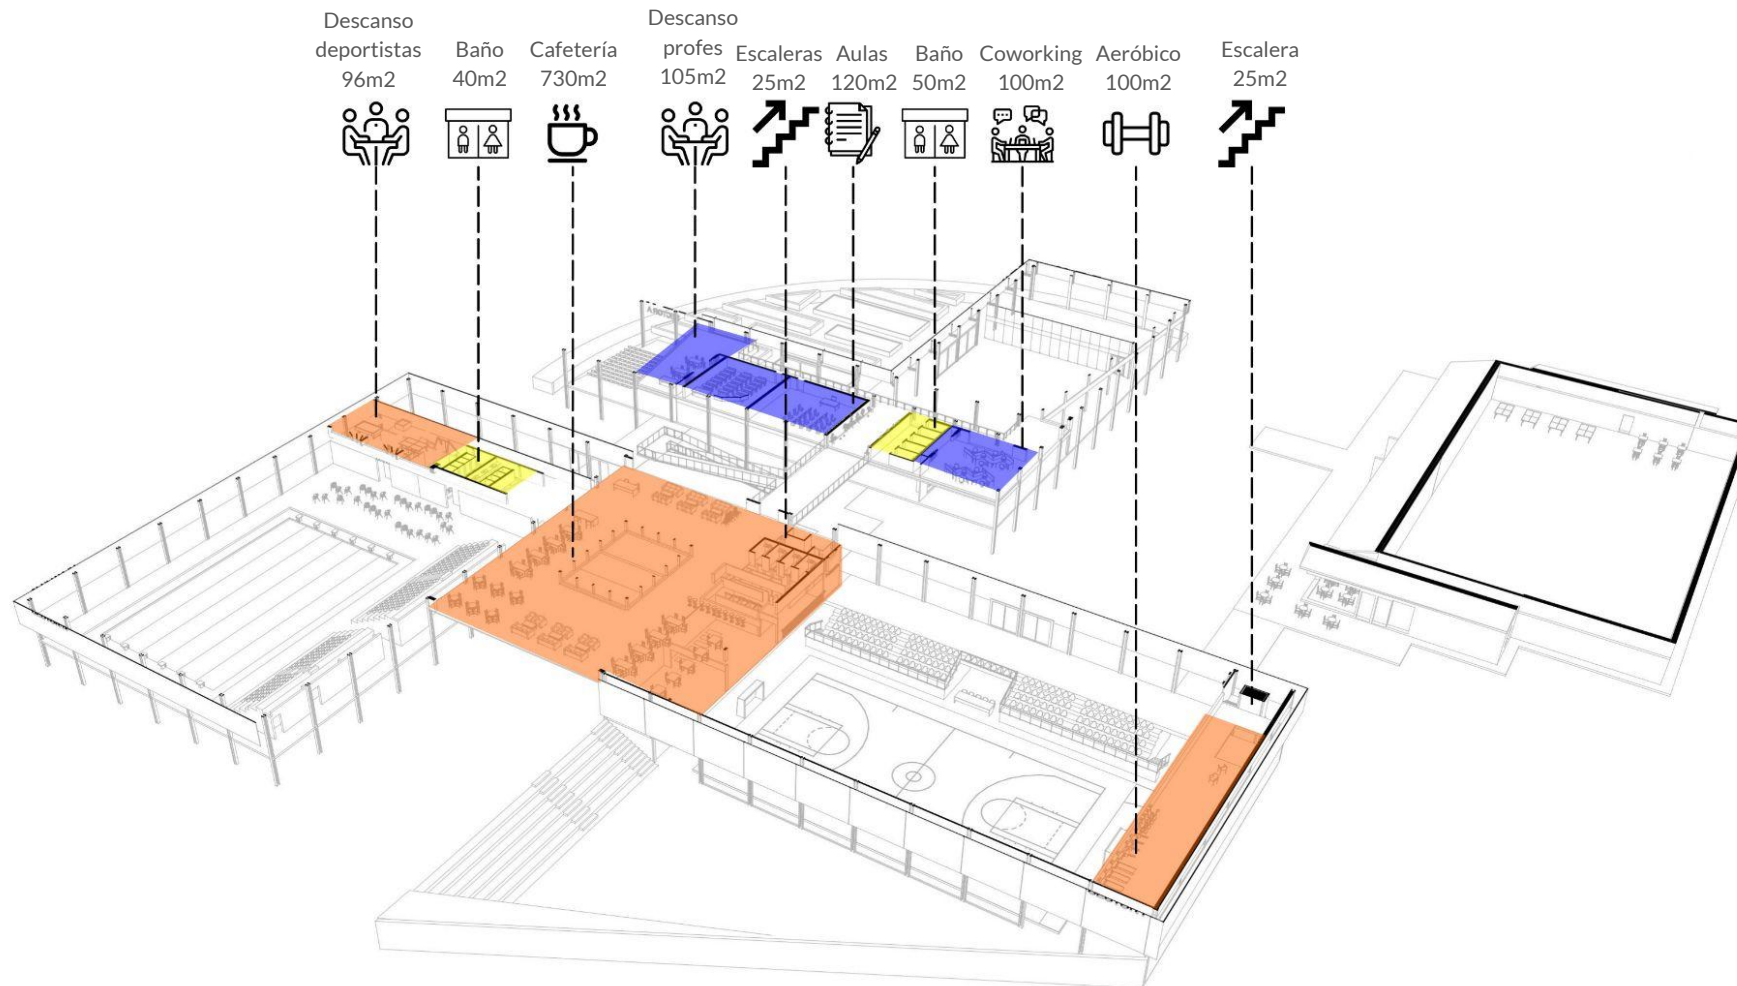 Descanso
deportistas
96m2
Baño
40m2
Cafetería
730m2
Descanso
profes
105m2
Escaleras
25m2
Aulas
120m2
Baño
50m2
Coworking
100m2
Aeróbico
100m2
Escalera
25m2